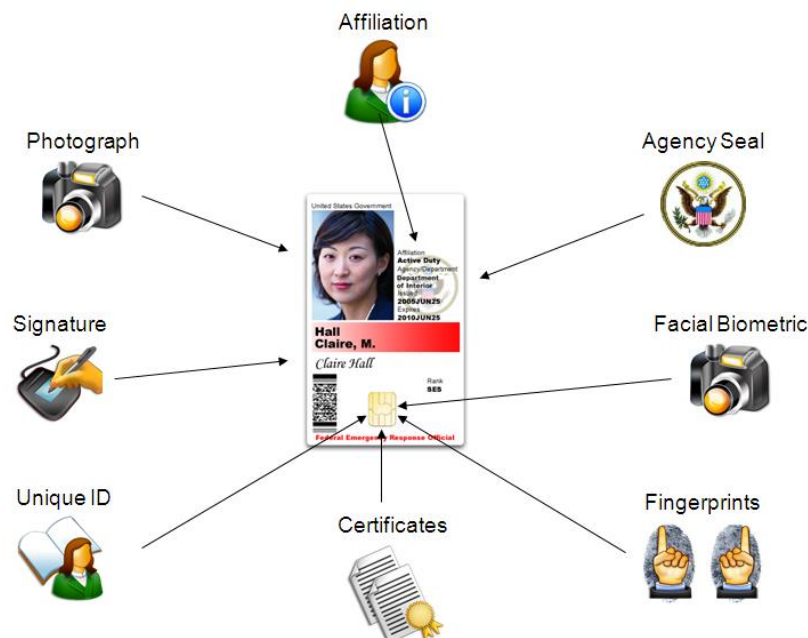 Affiliation
Photograph
Agency Seal
United States Government
Affiliation
Active Duty
Agency/Department
Department
of Interior
Issued
2005JUN25
Expires
2010JUN25
Signature
Facial Biometric
Hall
Claire, M.
Claire Hall
Rank
SES
Federal Emergency Response Official
Unique ID
Certificates
Fingerprints